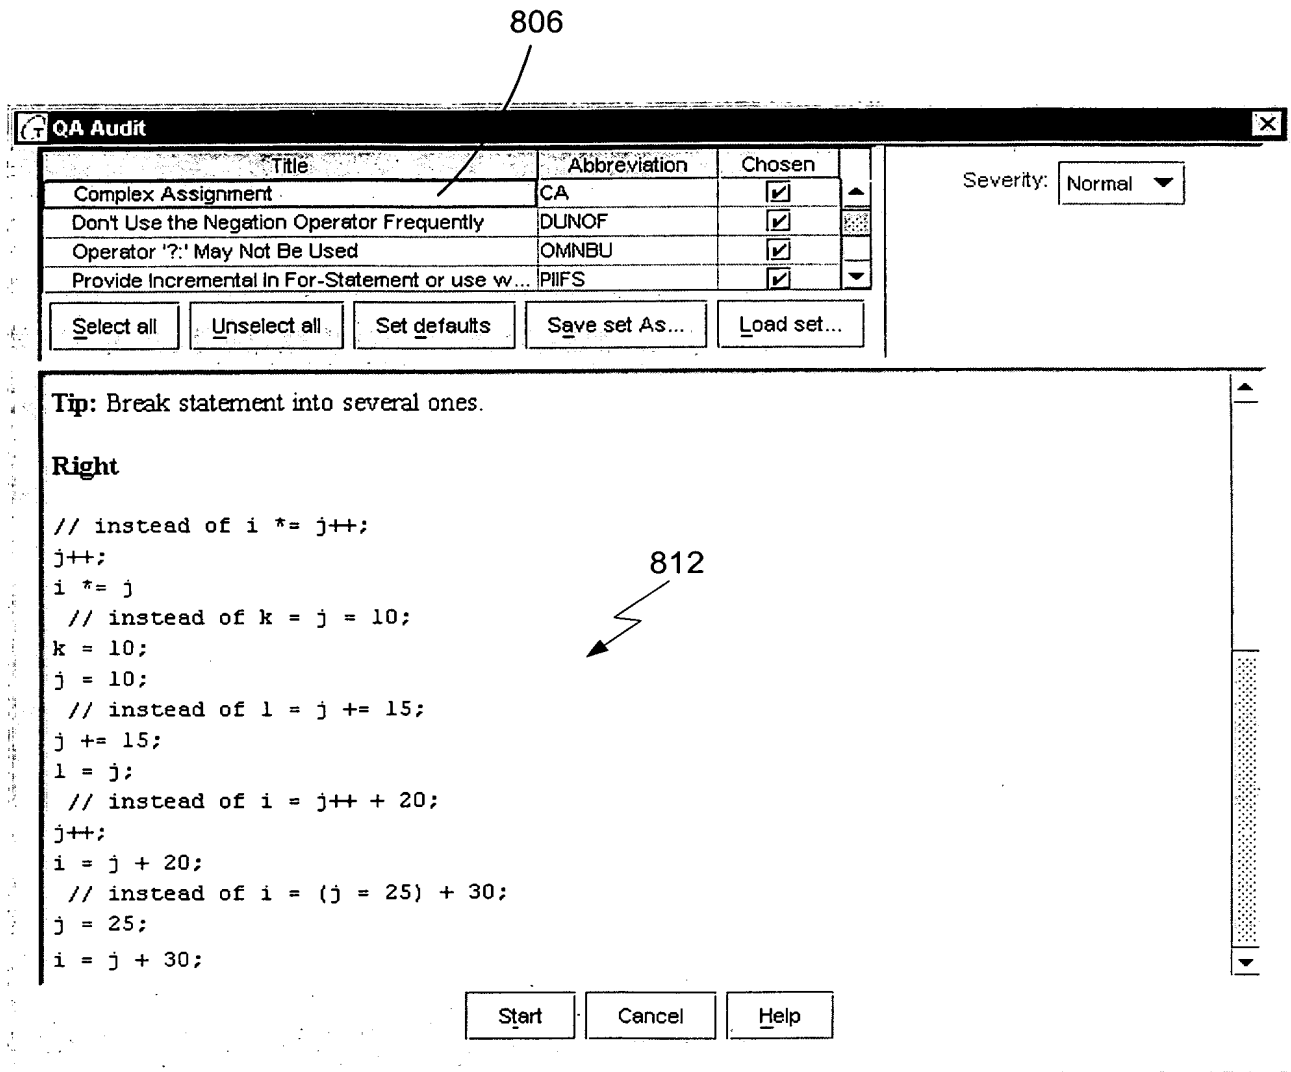 806
QA Audit
Title Abbreviation Chosen
Complex Assignment CA
Don't Use the Negation Operator Frequently DUNOF
Operator '?:' May Not Be Used OMNBU
Provide Incremental in For-Statement or use w... PIIFS
Severity: Normal
Select all Unselect all Set defaults Save set As... Load set...
Tip: Break statement into several ones.
Right
// instead of i *= j++;
j++;
i *= j
// instead of k = j = 10;
k = 10;
j = 10;
// instead of l = j += 15;
j += 15;
l = j;
// instead of i = j++ + 20;
j++;
i = j + 20;
// instead of i = (j = 25) + 30;
j = 25;
i = j + 30;
812
Start Cancel Help